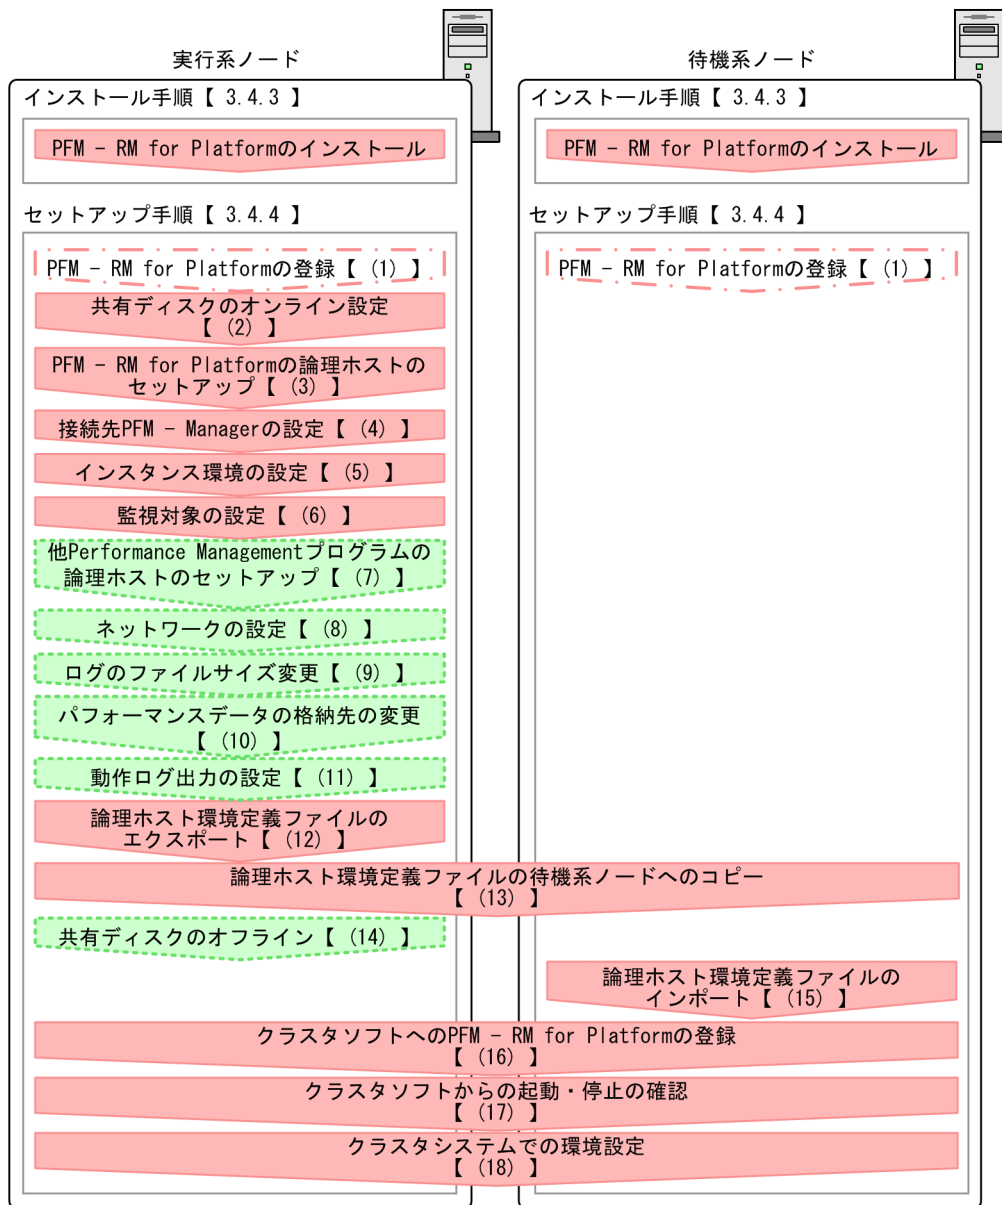 実行系ノード
待機系ノード
インストール手順【 3.4.3 】
インストール手順【 3.4.3 】
PFM - RM for Platformのインストール
PFM - RM for Platformのインストール
セットアップ手順【 3.4.4 】
セットアップ手順【 3.4.4 】
PFM - RM for Platformの登録【 (1) 】
PFM - RM for Platformの登録【 (1) 】
共有ディスクのオンライン設定
【 (2) 】
PFM - RM for Platformの論理ホストの
セットアップ【 (3) 】
接続先PFM - Managerの設定【 (4) 】
インスタンス環境の設定【 (5) 】
監視対象の設定【 (6) 】
他Performance Managementプログラムの
論理ホストのセットアップ【 (7) 】
ネットワークの設定【 (8) 】
ログのファイルサイズ変更【 (9) 】
パフォーマンスデータの格納先の変更
【 (10) 】
動作ログ出力の設定【 (11) 】
論理ホスト環境定義ファイルの
エクスポート【 (12) 】
論理ホスト環境定義ファイルの待機系ノードへのコピー
【 (13) 】
共有ディスクのオフライン【 (14) 】
論理ホスト環境定義ファイルの
インポート【 (15) 】
クラスタソフトへのPFM - RM for Platformの登録
【 (16) 】
クラスタソフトからの起動・停止の確認
【 (17) 】
クラスタシステムでの環境設定
【 (18) 】